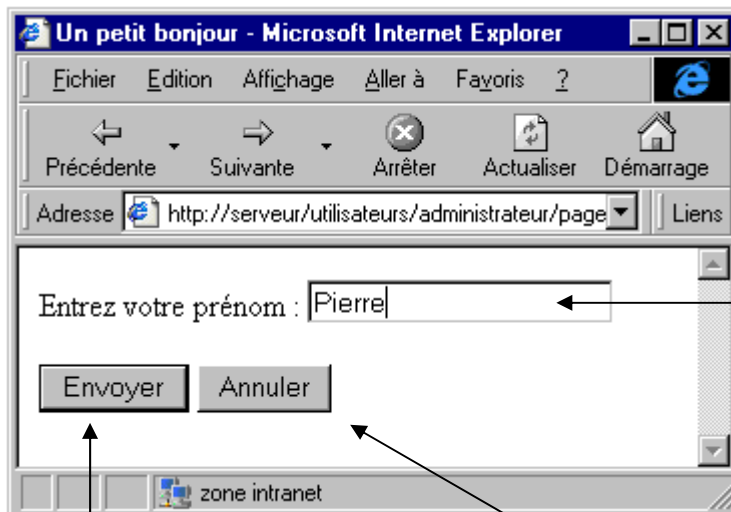 Un petit bonjour - Microsoft Internet Explorer
Fichier Edition Affichage Aller à Favoris ?
Précédente Suivante Arrêter Actualiser Démarrage
Adresse http://serveur/utilisateurs/administrateur/page Liens
Entrez votre prénom : Pierre
Envoyer Annuler
zone intranet